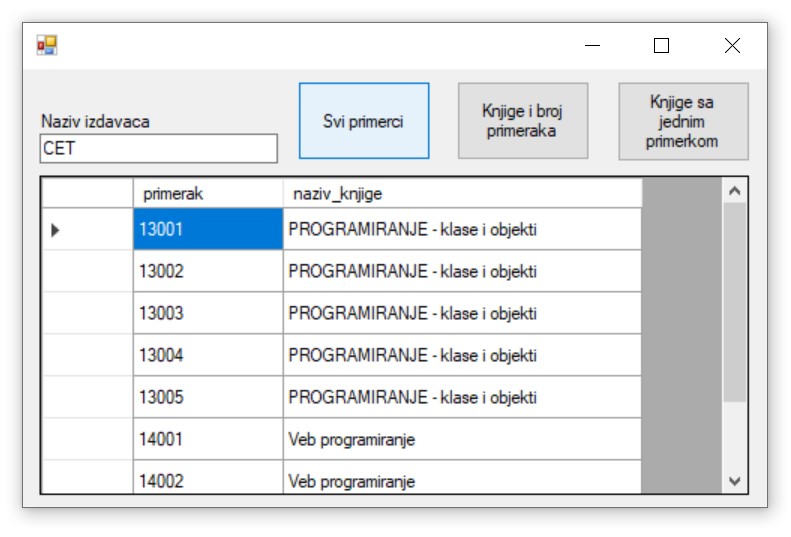 Naziv izdavaca
CET
Svi primerci
Knjige i broj
primeraka
Knjige sa
jednim
primerkom
primerak naziv_knjige
13001 PROGRAMIRANJE - klase i objekti
13002 PROGRAMIRANJE - klase i objekti
13003 PROGRAMIRANJE - klase i objekti
13004 PROGRAMIRANJE - klase i objekti
13005 PROGRAMIRANJE - klase i objekti
14001 Veb programiranje
14002 Veb programiranje